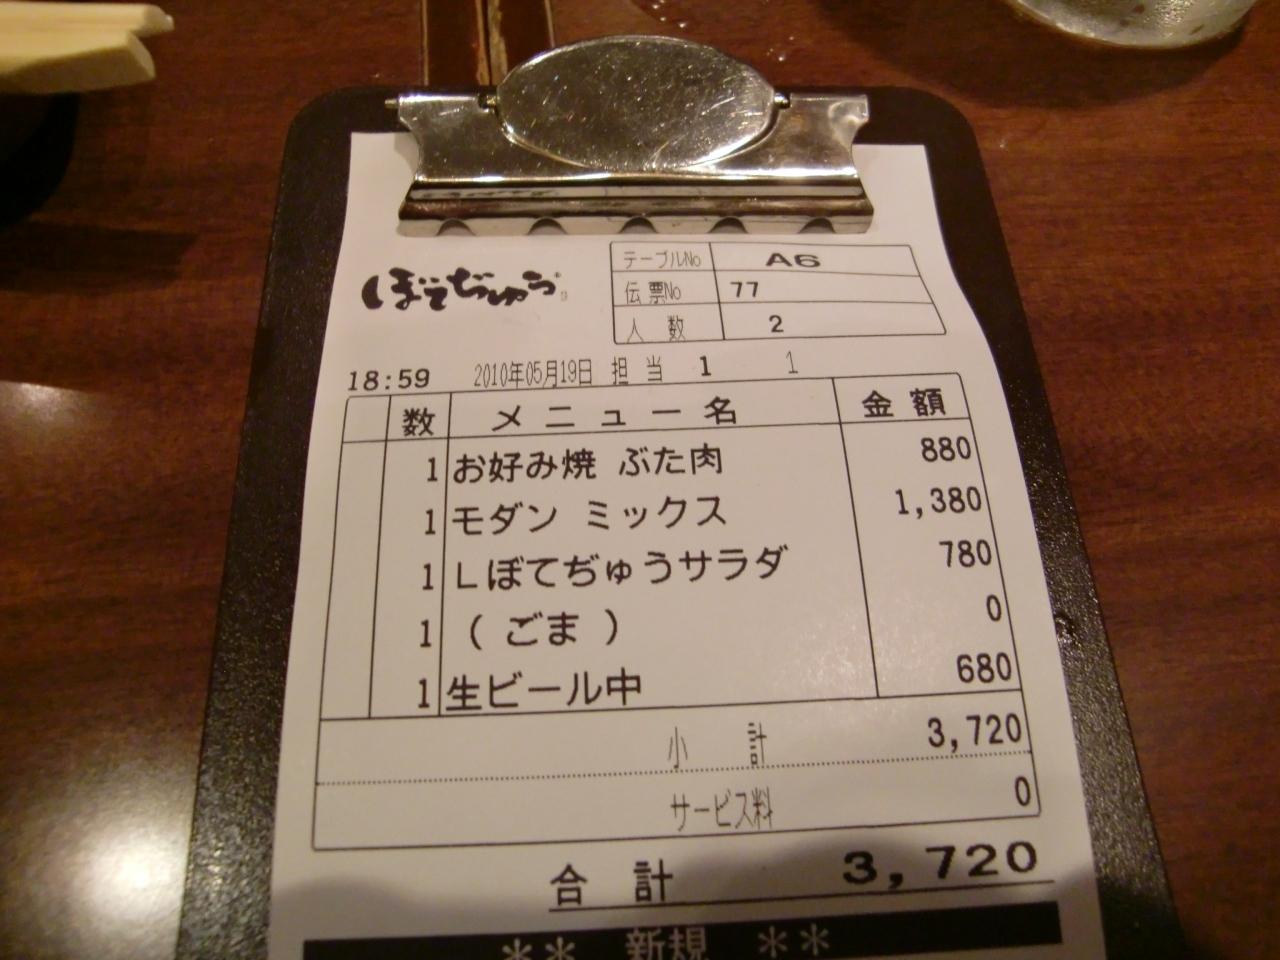 テーブルNo A6
ぼてぢゅう
伝票No 77
人数 2
18:59 2010年05月19日 担当 1 1
数 メニュー名 金額
1 お好み焼 ぶた肉 880
1 モダン ミックス 1,380
1 Lぼてぢゅうサラダ 780
1 (ごま) 0
1 生ビール中 680
小計 3,720
サービス料 0
合計 3,720
** 新規 **